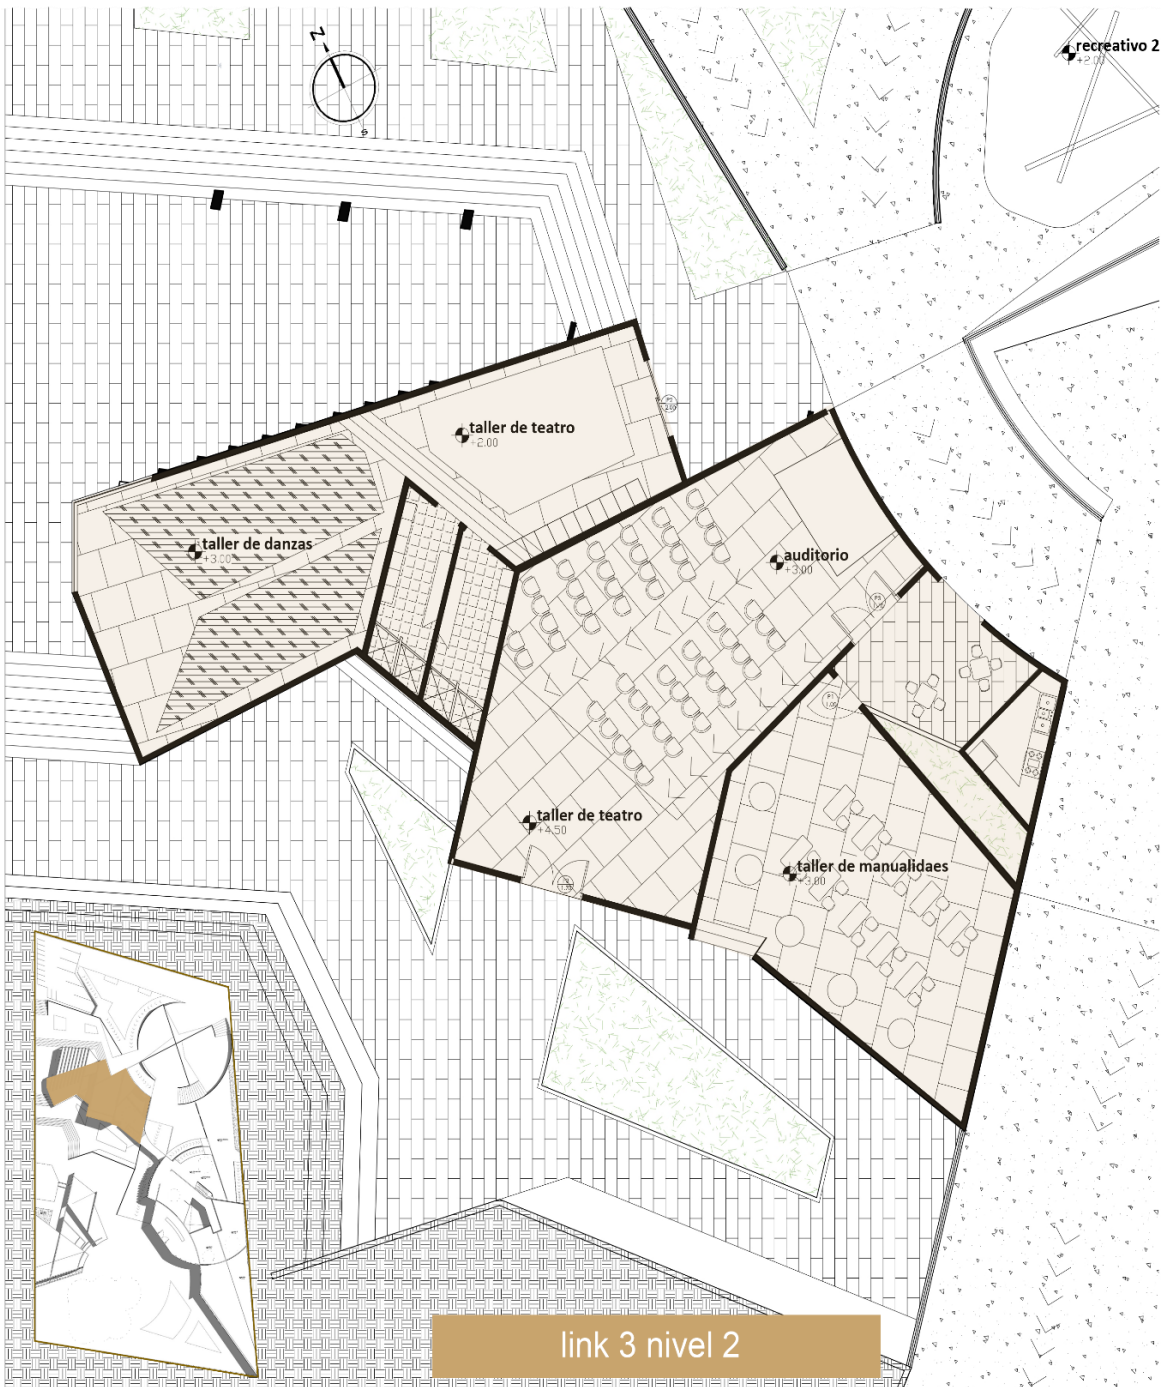 N
S
recreativo 2
+2.00
taller de teatro
+2.00
taller de danzas
+3.00
auditorio
+3.00
taller de teatro
+4.50
taller de manualidaes
+3.00
link 3 nivel 2